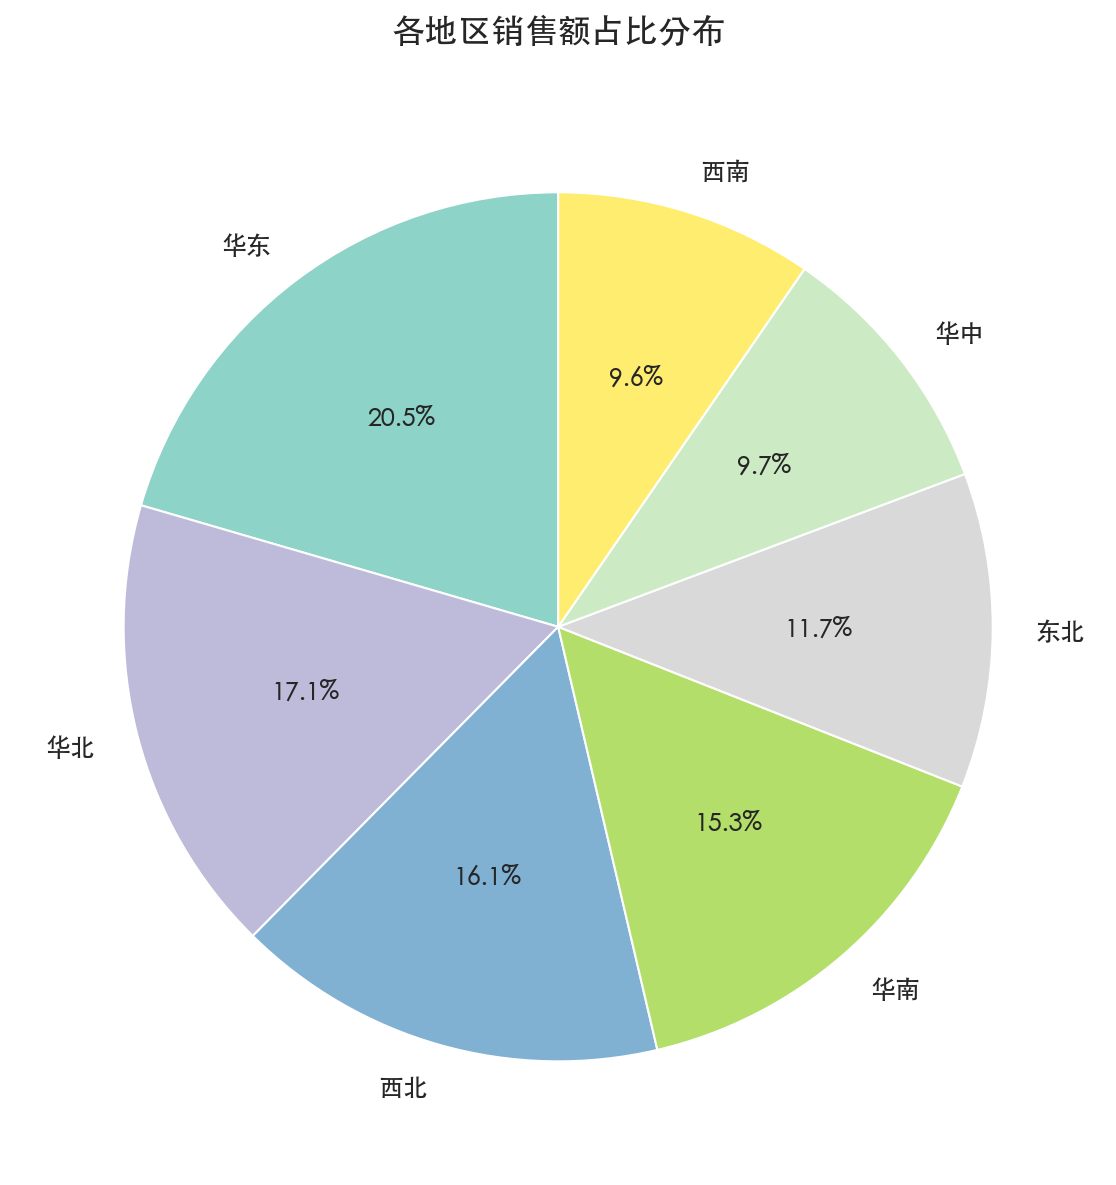 各地区销售额占比分布
西南
华东
华中
9.6%
20.5%
9.7%
11.7%
东北
17.1%
华北
15.3%
16.1%
华南
西北